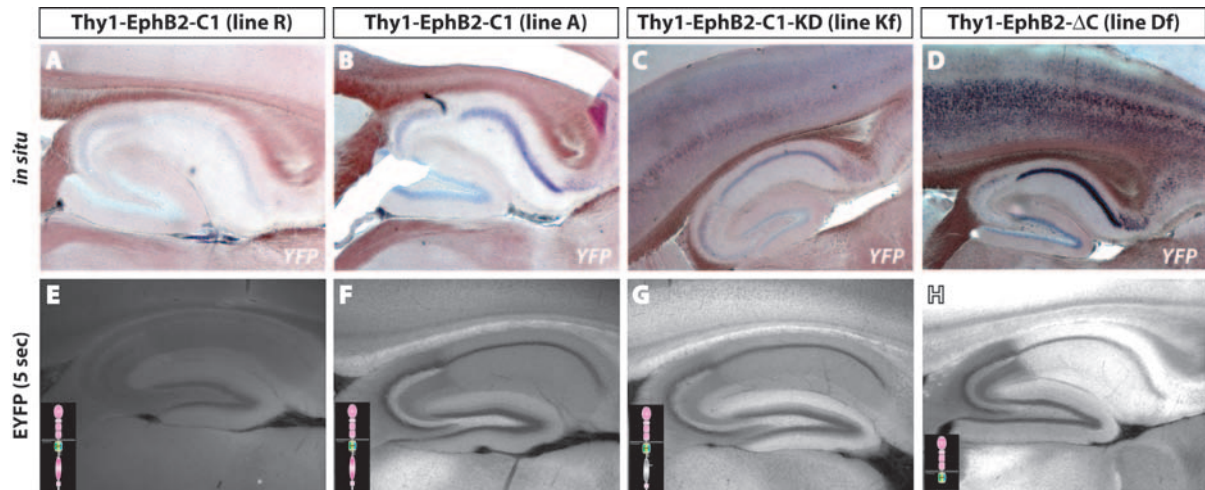 Thy1-EphB2-C1 (line R)
Thy1-EphB2-C1 (line A)
Thy1-EphB2-C1-KD (line Kf)
Thy1-EphB2-ΔC (line Df)
in situ
A
YFP
B
YFP
C
YFP
D
YFP
EYFP (5 sec)
E
F
G
H